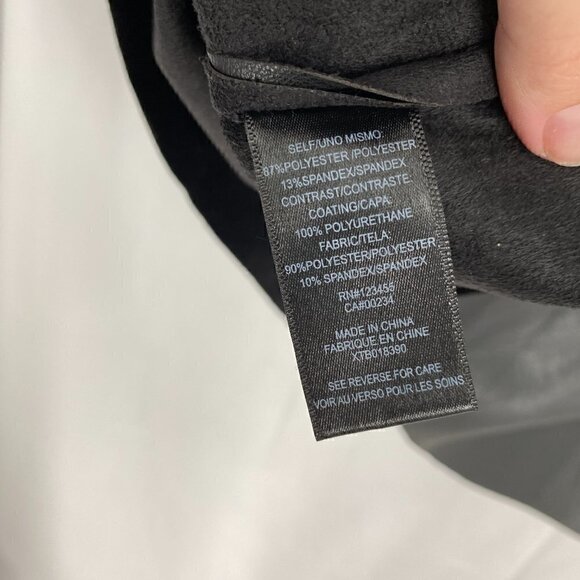 SELF/UNO MISMO:
87%POLYESTER /POLYESTER
13%SPANDEX/SPANDEX
CONTRAST/CONTRASTE
COATING/CAPA:
100% POLYURETHANE
FABRIC/TELA:
90%POLYESTER/POLYESTER
10% SPANDEX/SPANDEX
RN#123456
CA#00234
MADE IN CHINA
FABRIQUE EN CHINE
XTB018390
SEE REVERSE FOR CARE
VOIR AU VERSO POUR LES SOINS